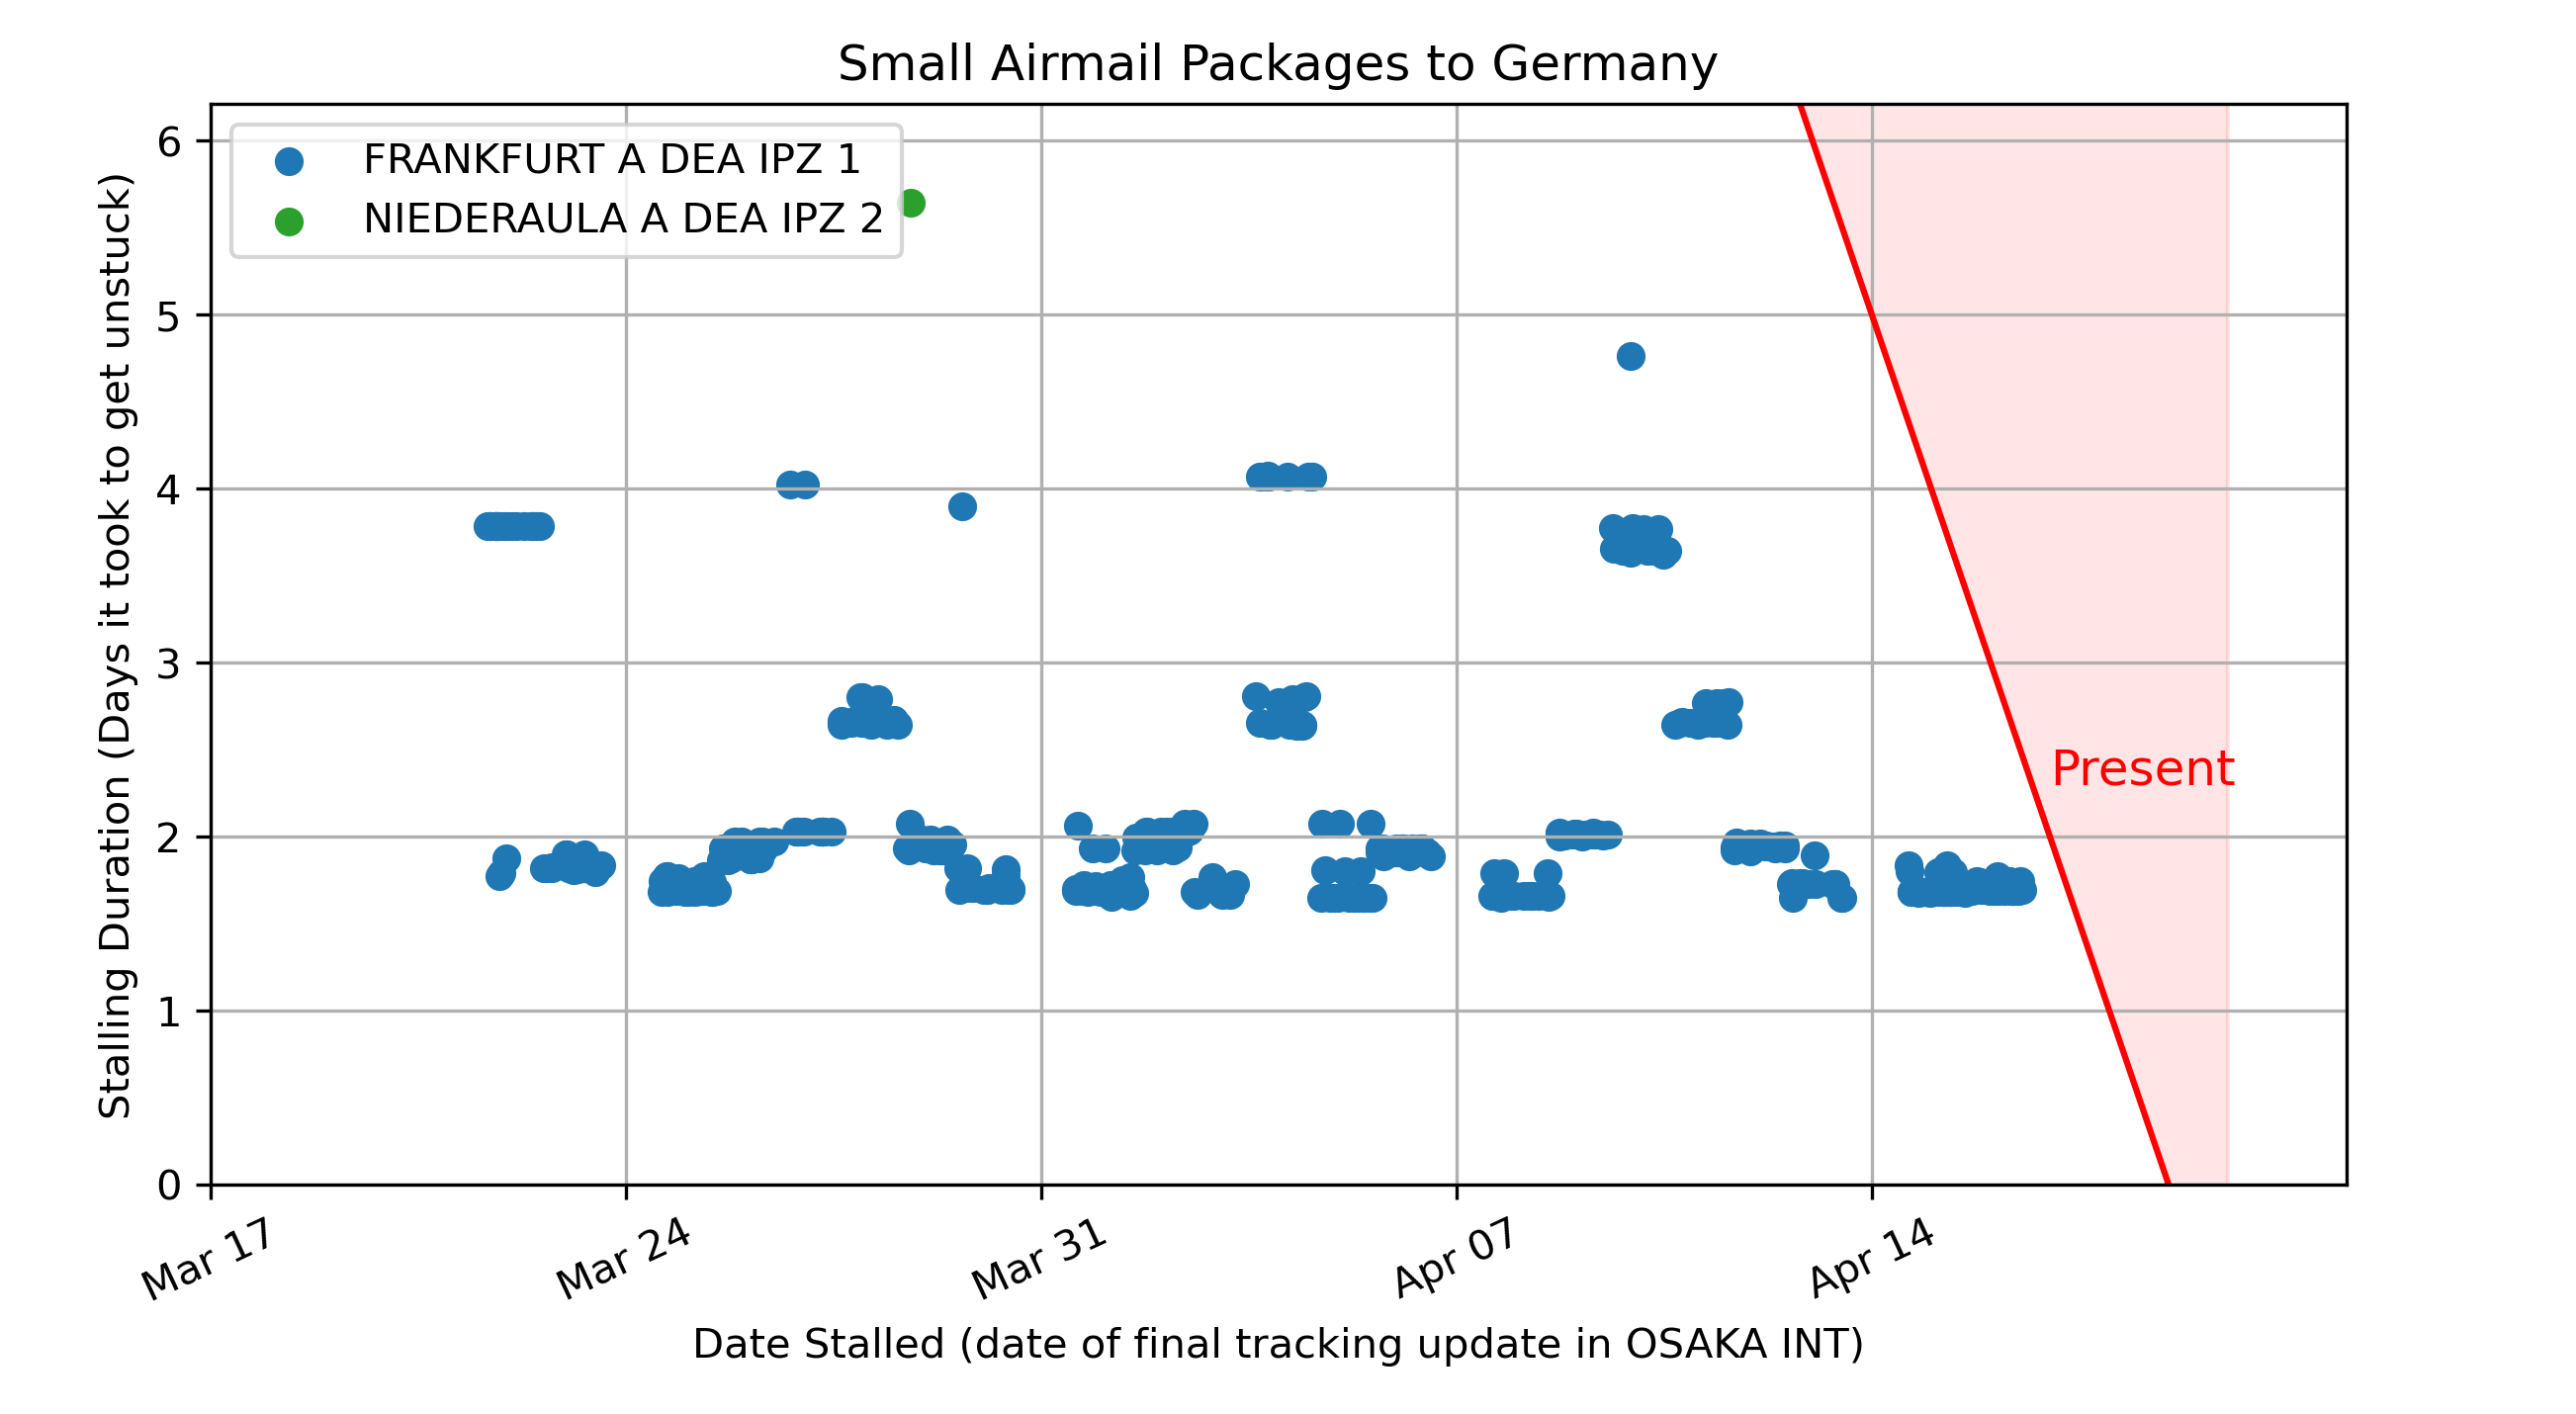 Small Airmail Packages to Germany
FRANKFURT A DEA IPZ 1
NIEDERAULA A DEA IPZ 2
Stalling Duration (Days it took to get unstuck)
6
5
4
3
2
1
0
Present
Mar 17
Mar 24
Mar 31
Apr 07
Apr 14
Date Stalled (date of final tracking update in OSAKA INT)